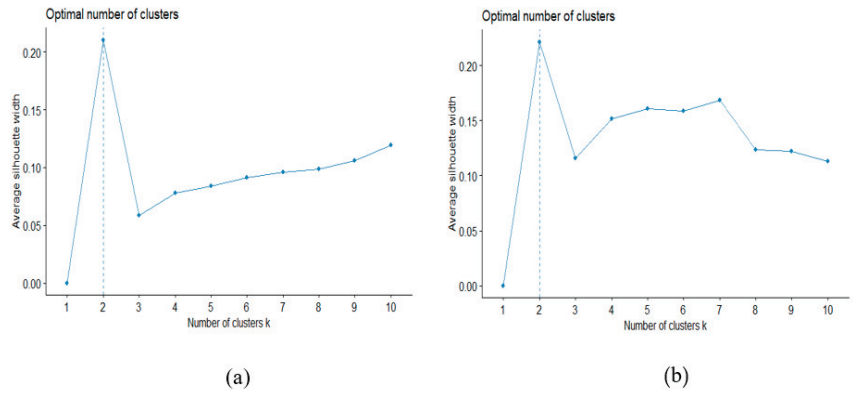 Optimal number of clusters
Average silhouette width
0.20
0.15
0.10
0.05
0.00
1 2 3 4 5 6 7 8 9 10
Number of clusters k
(a)
Optimal number of clusters
Average silhouette width
0.20
0.15
0.10
0.05
0.00
1 2 3 4 5 6 7 8 9 10
Number of clusters k
(b)